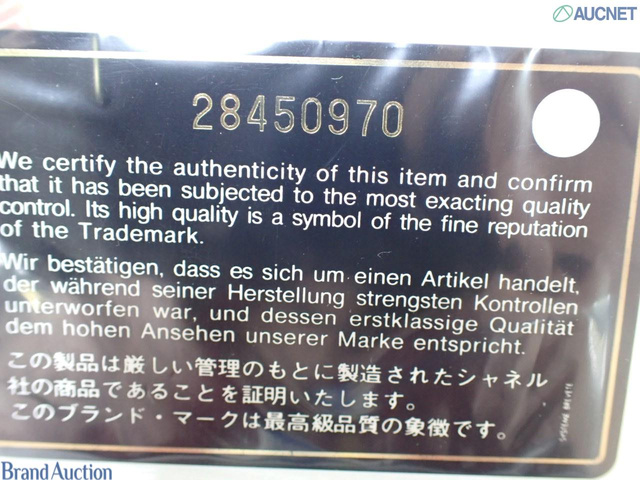 AUCNET
28450970
We certify the authenticity of this item and confirm
that it has been subjected to the most exacting quality
control. Its high quality is a symbol of the fine reputation
of the Trademark.
Wir bestätigen, dass es sich um einen Artikel handelt,
der während seiner Herstellung strengsten Kontrollen
unterworfen war, und dessen erstklassige Qualität
dem hohen Ansehen unserer Marke entspricht.
この製品は厳しい管理のもとに製造されたシャネル
社の商品であることを証明いたします。
このブランド・マークは最高級品質の象徴です。
Brand Auction